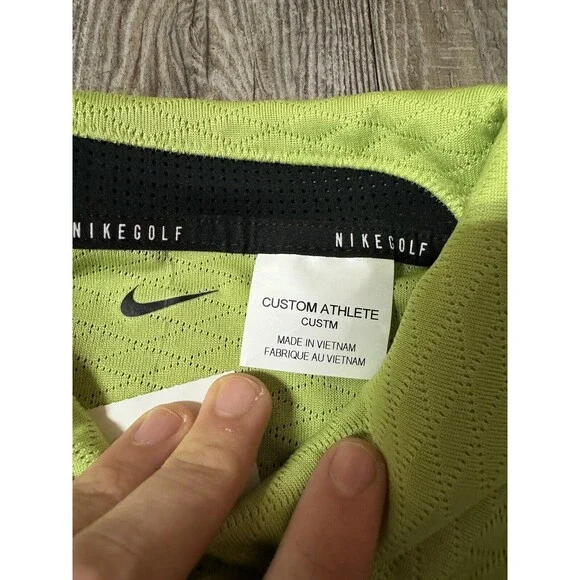 NIKEGOLF
NIKEGOLF
CUSTOM ATHLETE
CUSTM
MADE IN VIETNAM
FABRIQUE AU VIETNAM